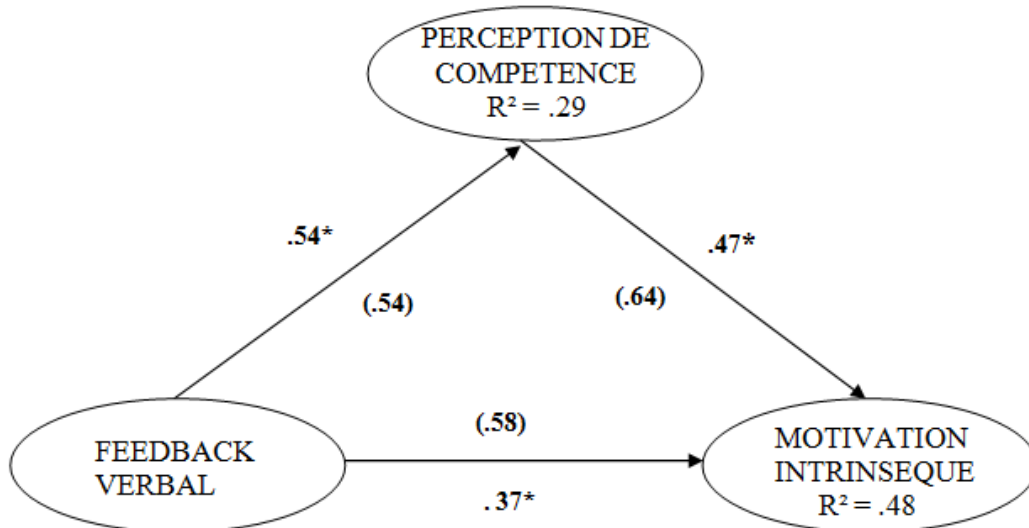 PERCEPTION DE
COMPETENCE
R² = .29
.54*
.47*
(.54)
(.64)
(.58)
FEEDBACK
VERBAL
MOTIVATION
INTRINSEQUE
R² = .48
.37*